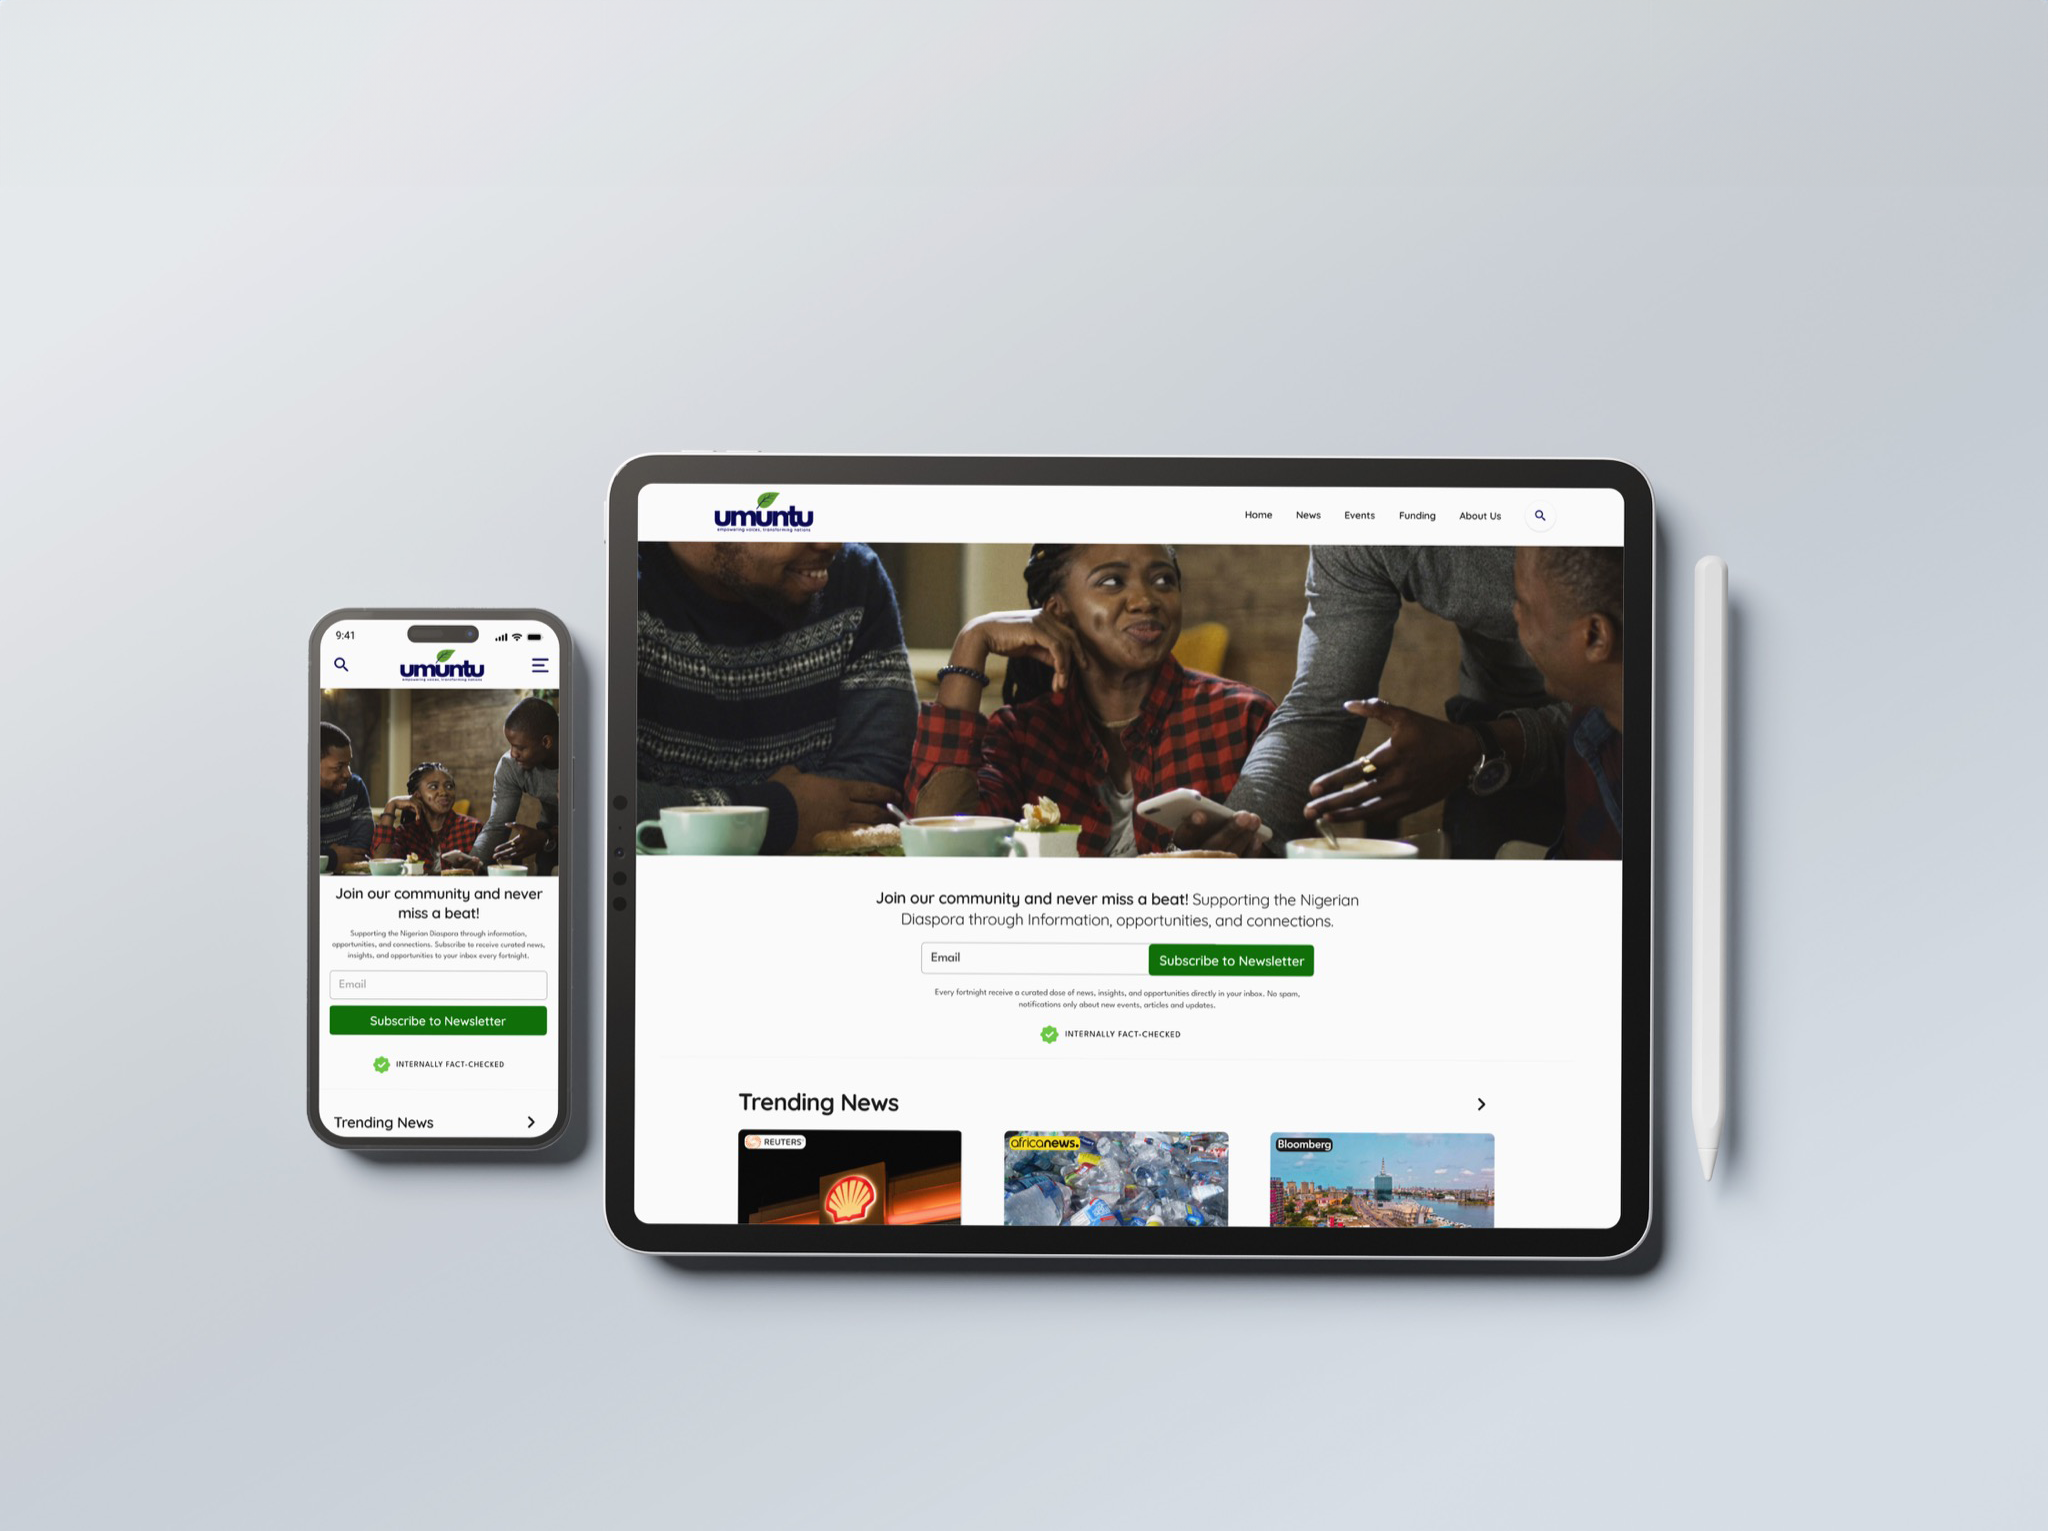 9:41
umuntu
empowering voices, transforming nations
Join our community and never
miss a beat!
Supporting the Nigerian Diaspora through information,
opportunities, and connections. Subscribe to receive curated news,
insights, and opportunities to your inbox every fortnight.
Email
Subscribe to Newsletter
INTERNALLY FACT-CHECKED
Trending News
umuntu
empowering voices, transforming nations
Home News Events Funding About Us
Join our community and never miss a beat! Supporting the Nigerian
Diaspora through Information, opportunities, and connections.
Email Subscribe to Newsletter
Every fortnight receive a curated dose of news, insights, and opportunities directly in your inbox. No spam,
notifications only about new events, articles and updates.
INTERNALLY FACT-CHECKED
Trending News
REUTERS
africanews.
Bloomberg